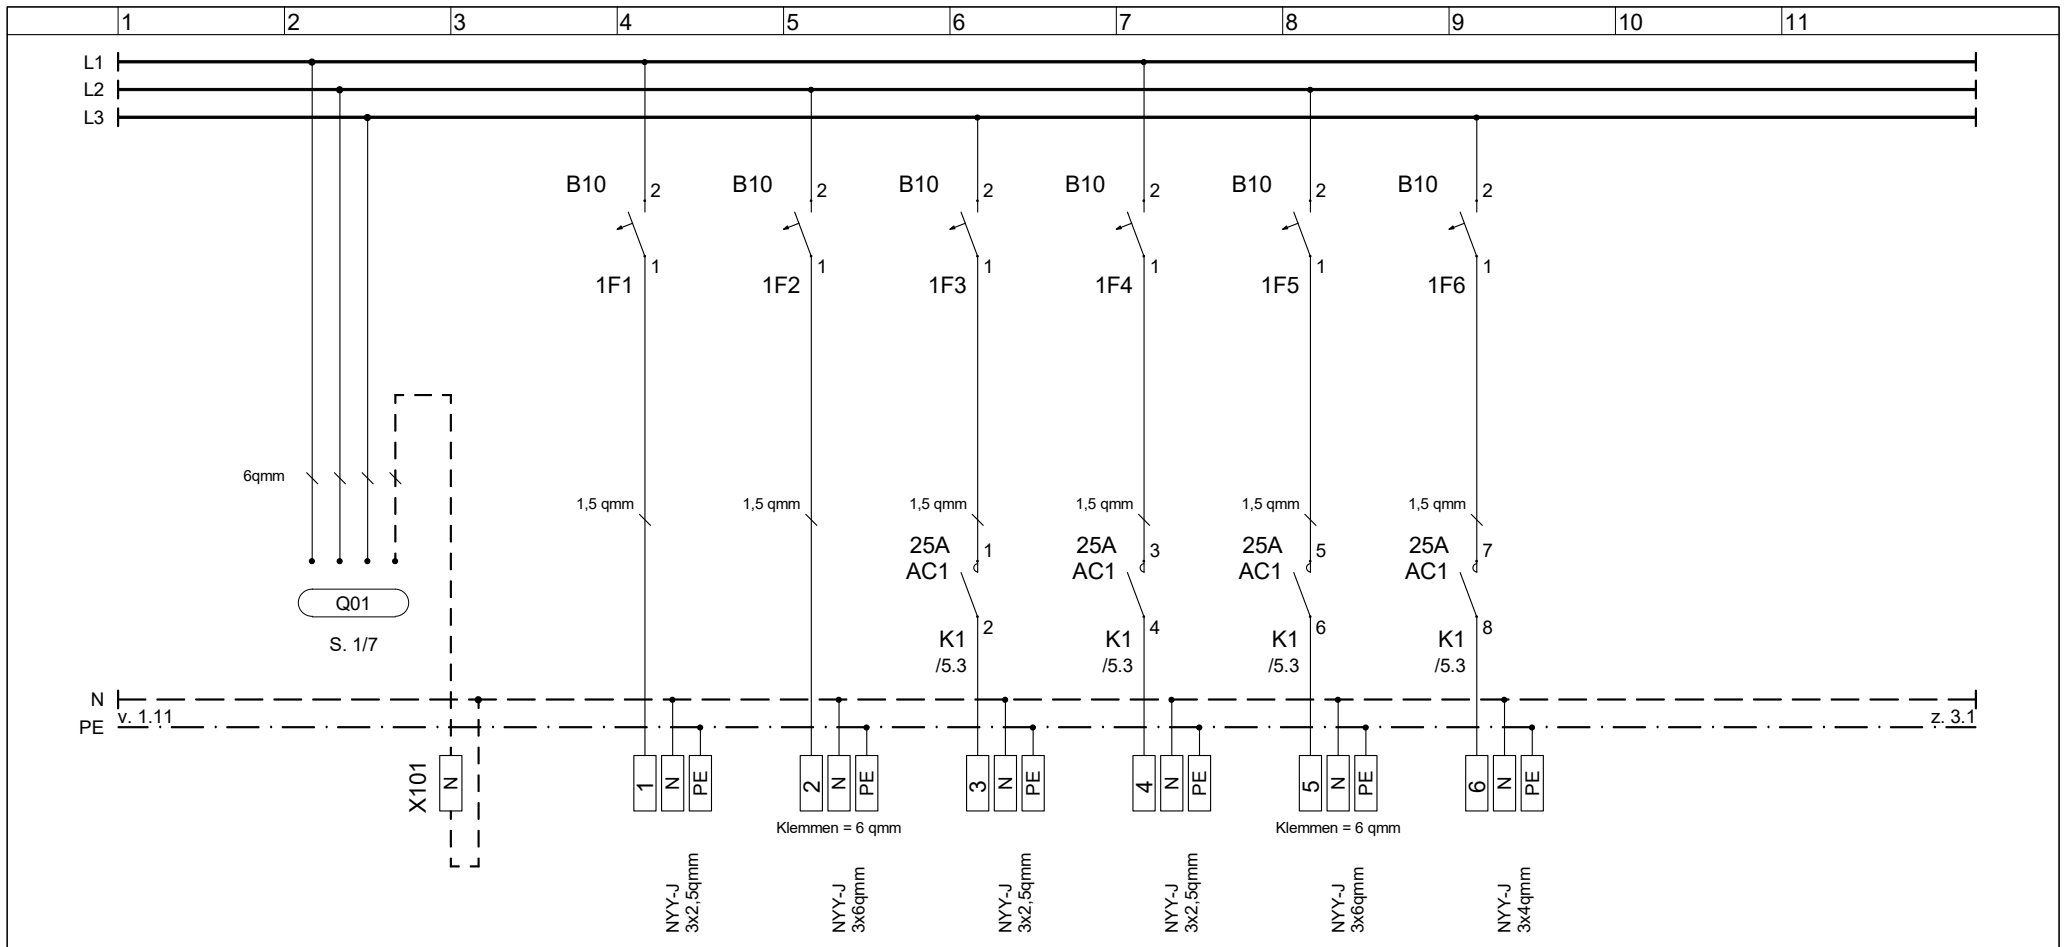 1 2 3 4 5 6 7 8 9 10 11
L1
L2
L3
B10 2 B10 2 B10 2 B10 2 B10 2 B10 2
1 1 1 1 1 1
1F1 1F2 1F3 1F4 1F5 1F6
6qmm
1,5 qmm 1,5 qmm 1,5 qmm 1,5 qmm 1,5 qmm 1,5 qmm
25A 1 25A 3 25A 5 25A 7
AC1 AC1 AC1 AC1
Q01
2 4 6 8
S. 1/7 K1 K1 K1 K1
/5.3 /5.3 /5.3 /5.3
N
v. 1.11 z. 3.1
PE
X101 N 1 N PE 2 N PE 3 N PE 4 N PE 5 N PE 6 N PE
Klemmen = 6 qmm Klemmen = 6 qmm
NYY-J
3x2,5qmm
NYY-J
3x6qmm
NYY-J
3x2,5qmm
NYY-J
3x2,5qmm
NYY-J
3x6qmm
NYY-J
3x4qmm